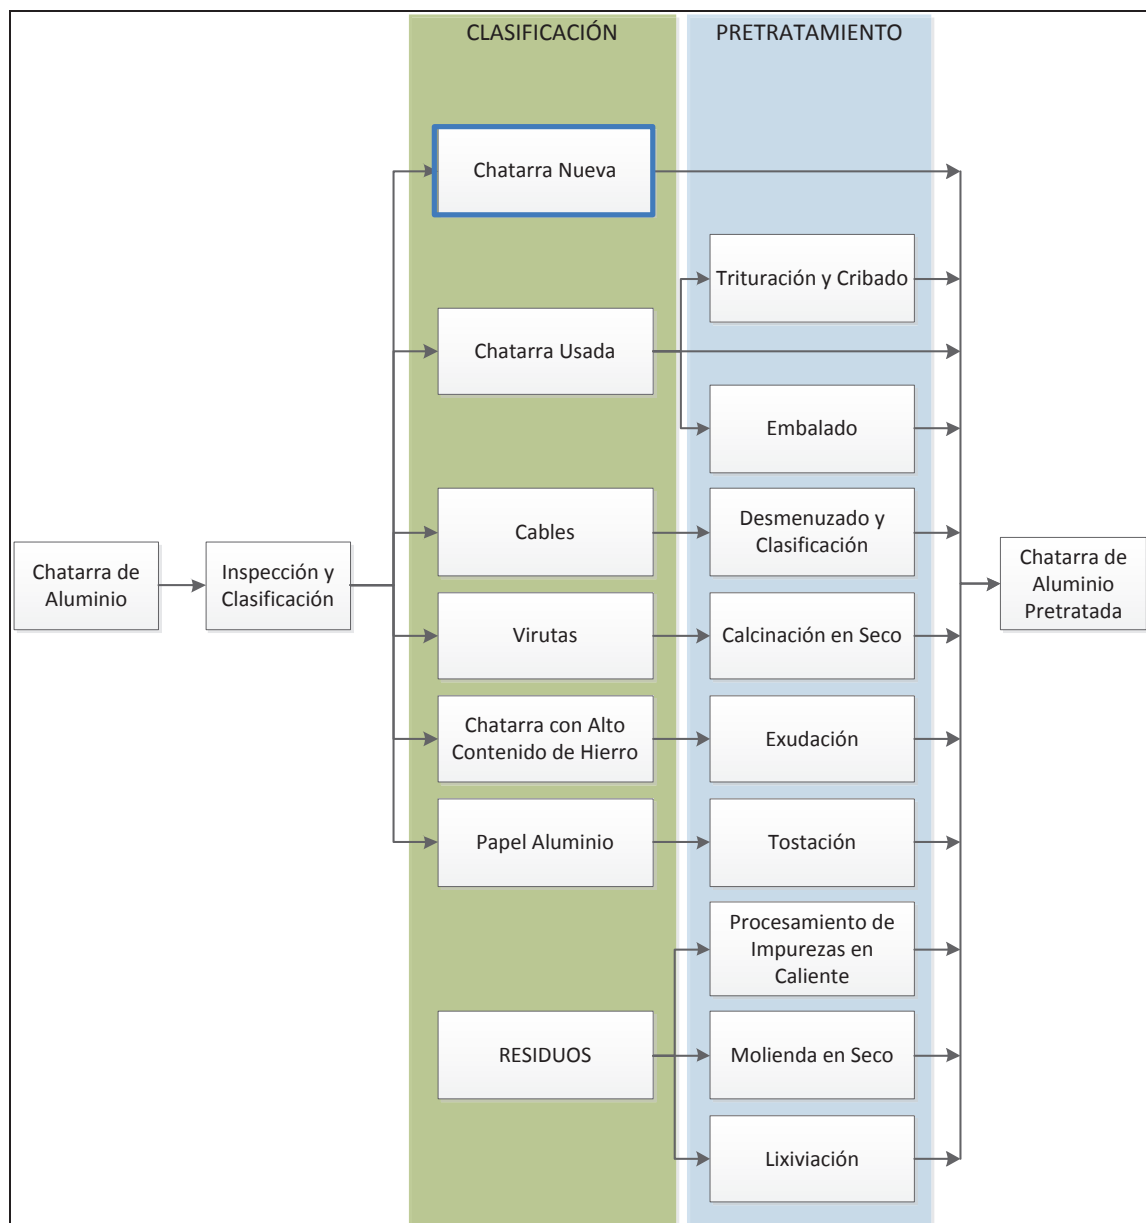 CLASIFICACIÓN
PRETRATAMIENTO
Chatarra Nueva
Trituración y Cribado
Chatarra Usada
Embalado
Cables
Desmenuzado y
Clasificación
Chatarra de
Aluminio
Inspección y
Clasificación
Chatarra de
Aluminio
Pretratada
Virutas
Calcinación en Seco
Chatarra con Alto
Contenido de Hierro
Exudación
Papel Aluminio
Tostación
Procesamiento de
Impurezas en
Caliente
RESIDUOS
Molienda en Seco
Lixiviación